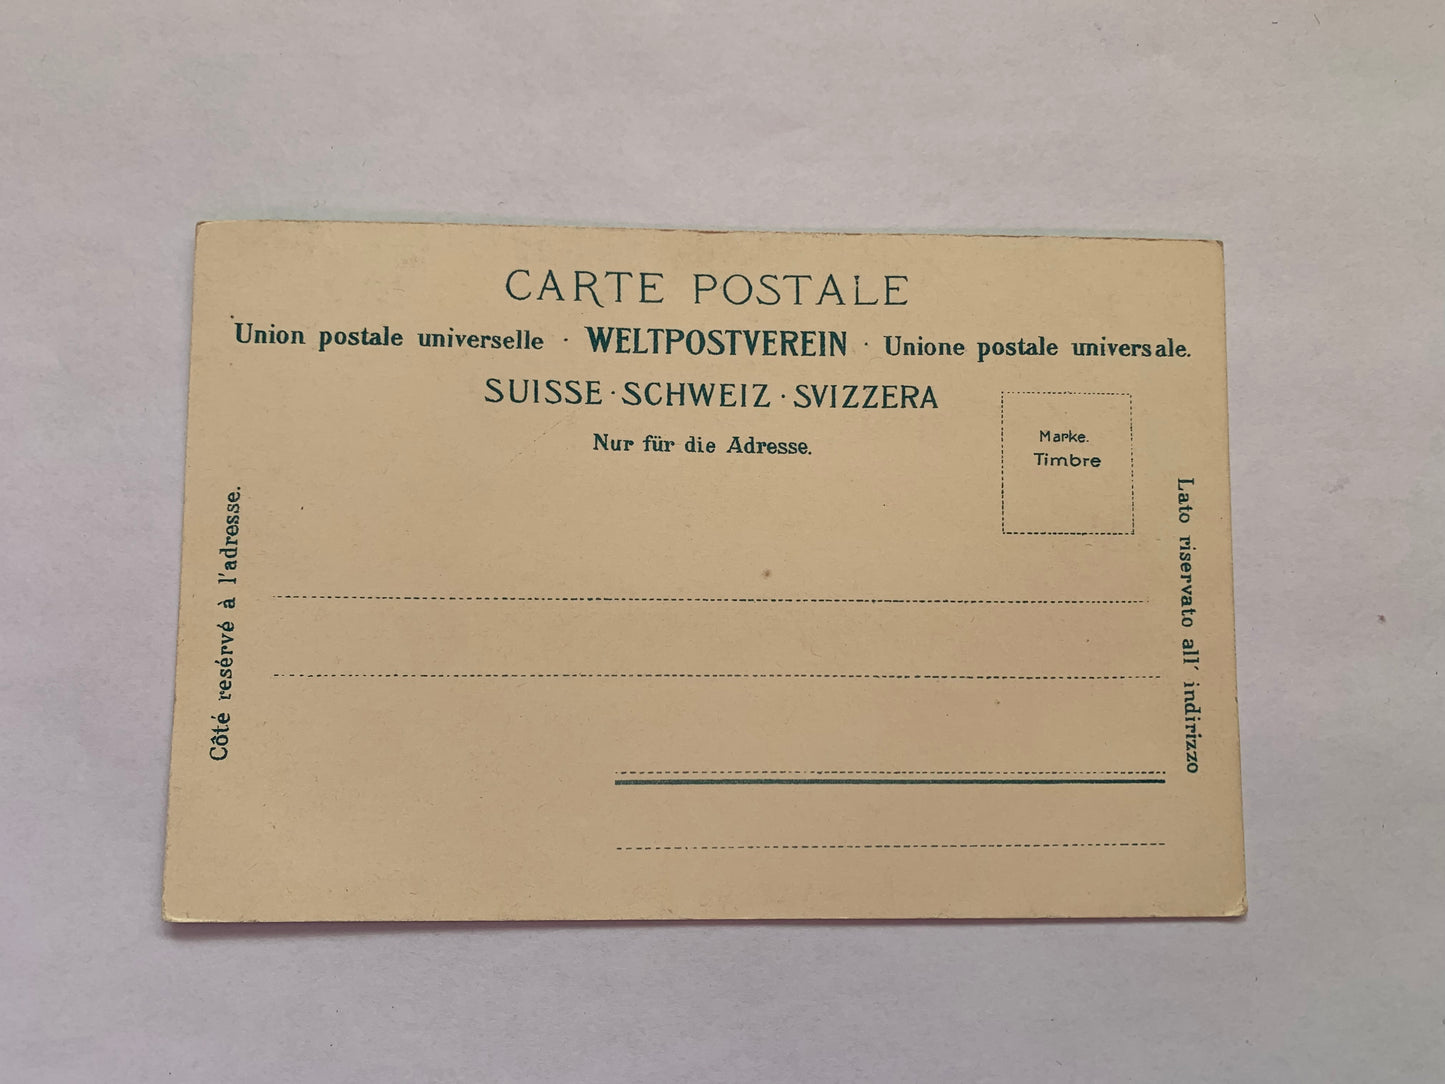 CARTE POSTALE
Union postale universelle · WELTPOSTVEREIN · Unione postale universale.
SUISSE · SCHWEIZ · SVIZZERA
Nur für die Adresse.
Marke.
Timbre
Côté resérvé à l'adresse.
Lato riservato all' indirizzo